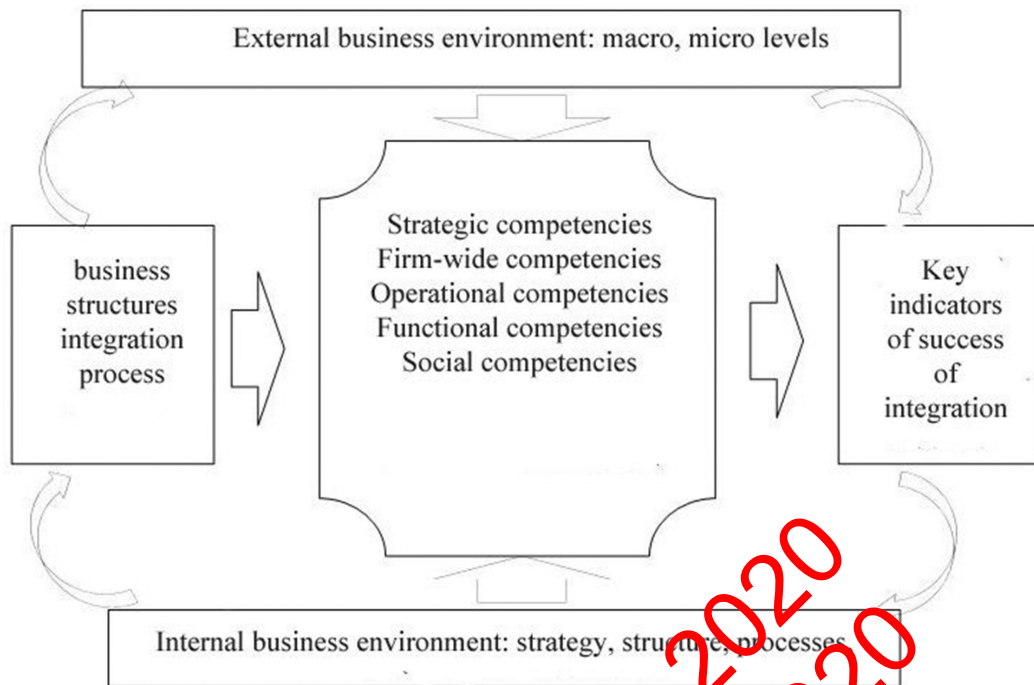 External business environment: macro, micro levels
Strategic competencies
Firm-wide competencies
Operational competencies
Functional competencies
Social competencies
business
structures
integration
process
Key
indicators
of success
of
integration
Internal business environment: strategy, structure, processes
2020
2020